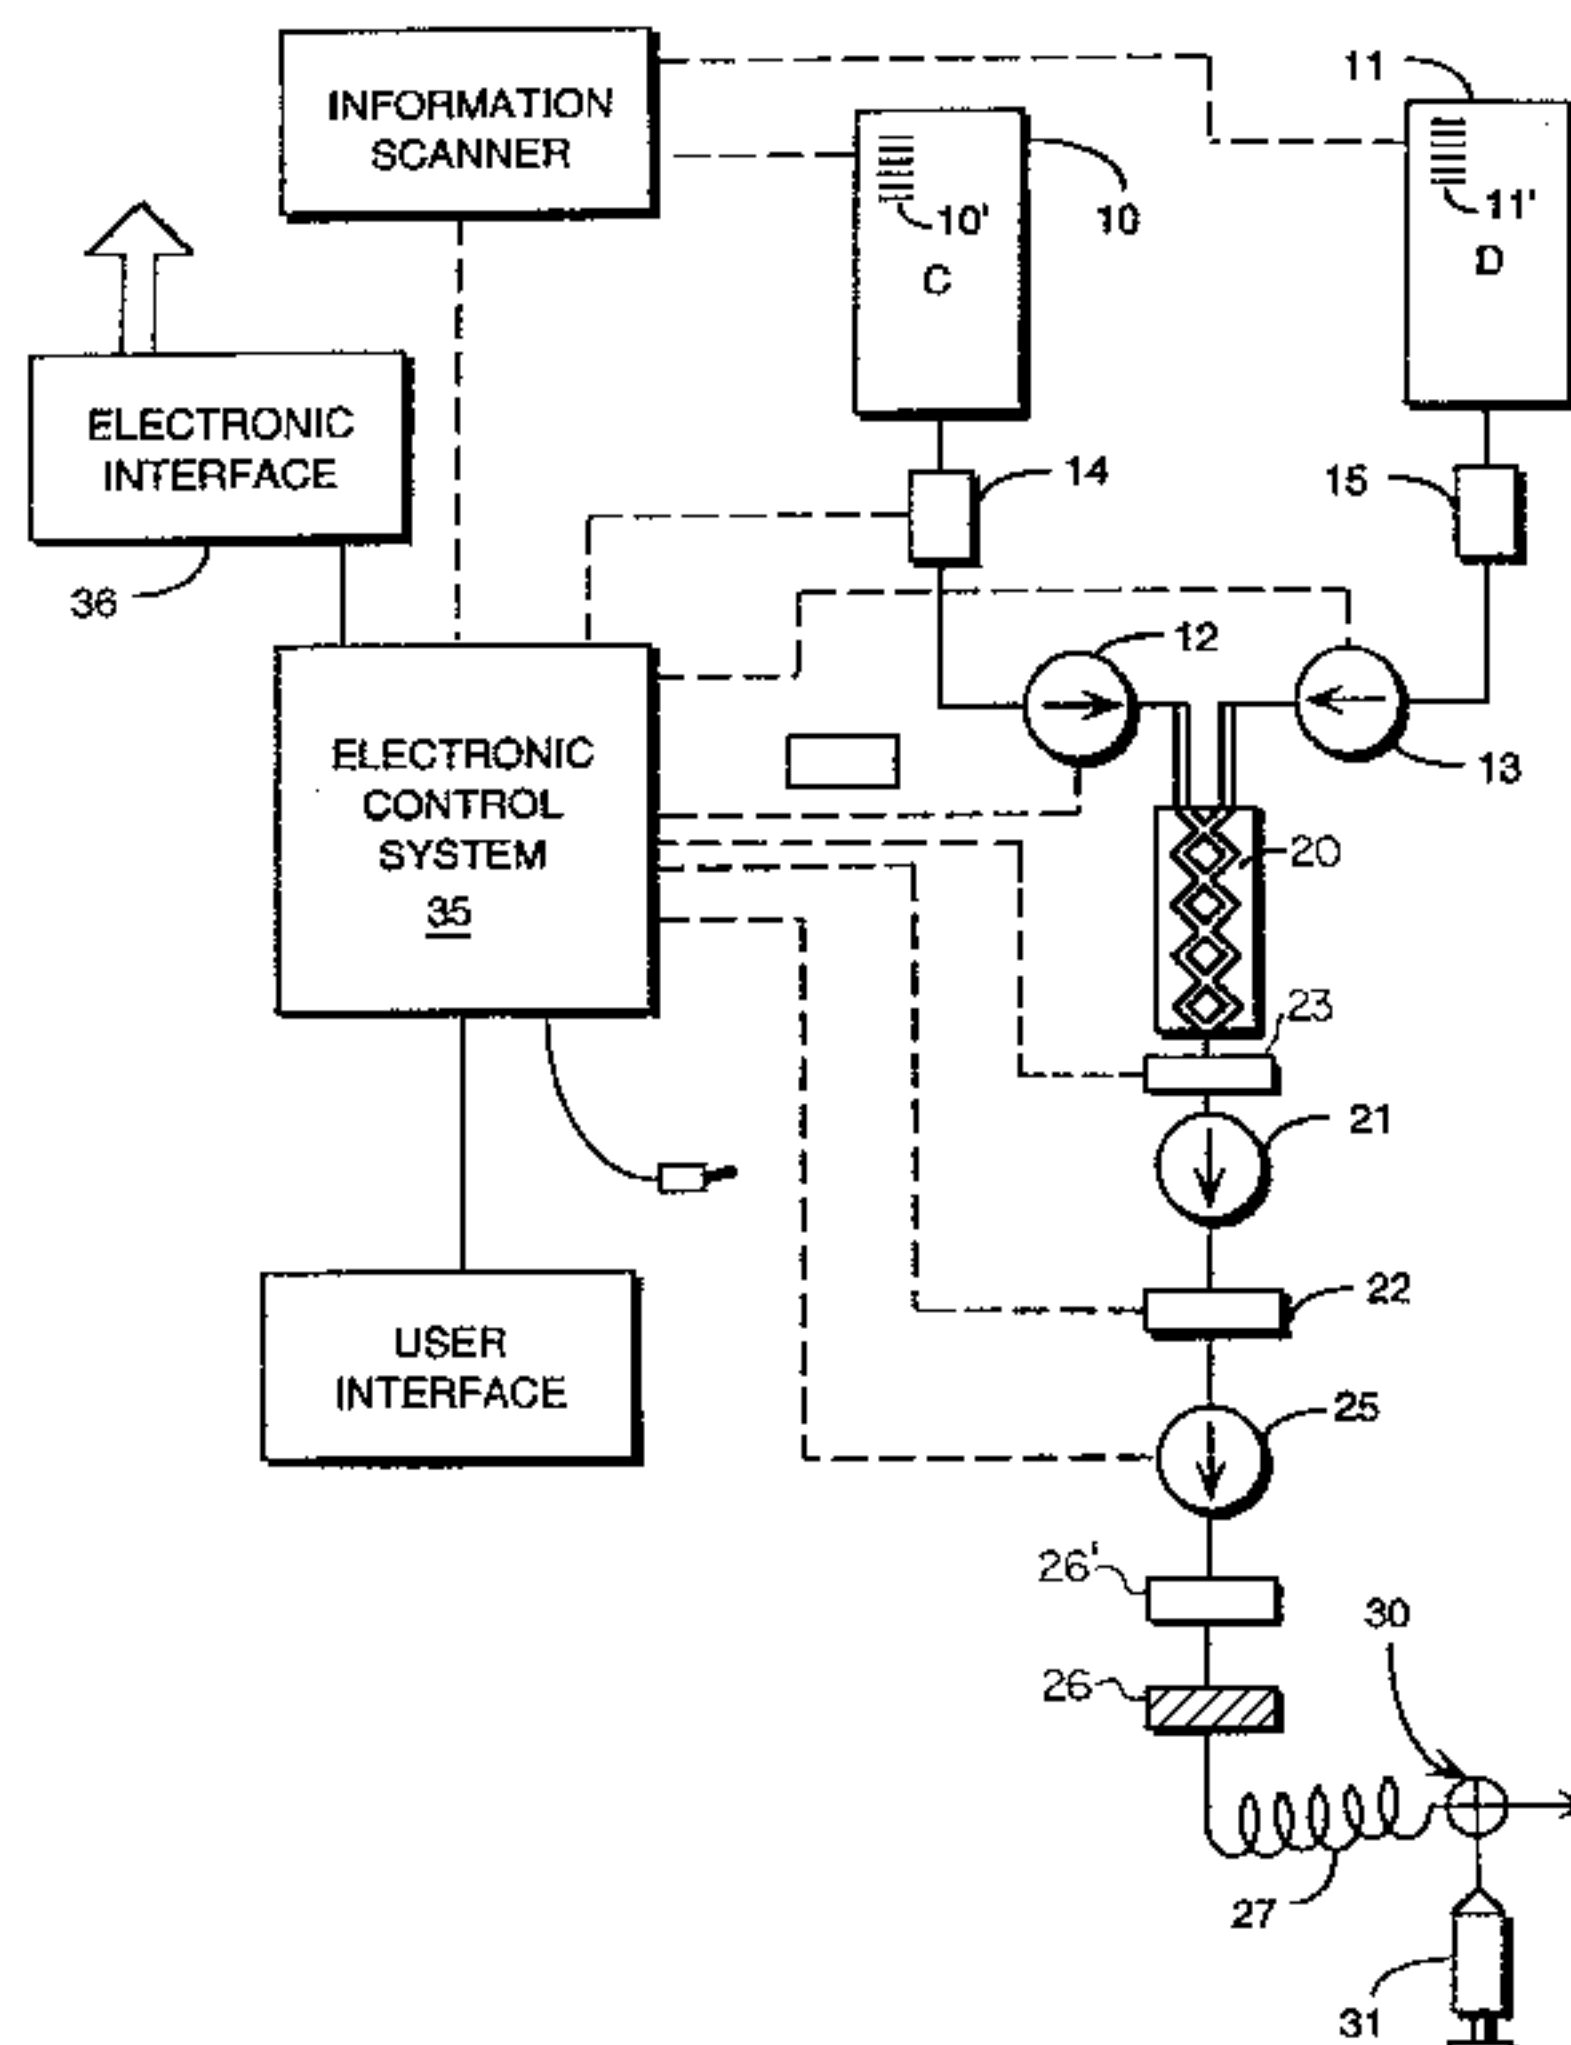 INFORMATION
SCANNER
11
10'
10
11'
C
D
ELECTRONIC
INTERFACE
14
15
36
12
ELECTRONIC
CONTROL
SYSTEM
35
13
20
23
21
22
USER
INTERFACE
25
26'
30
26
27
31